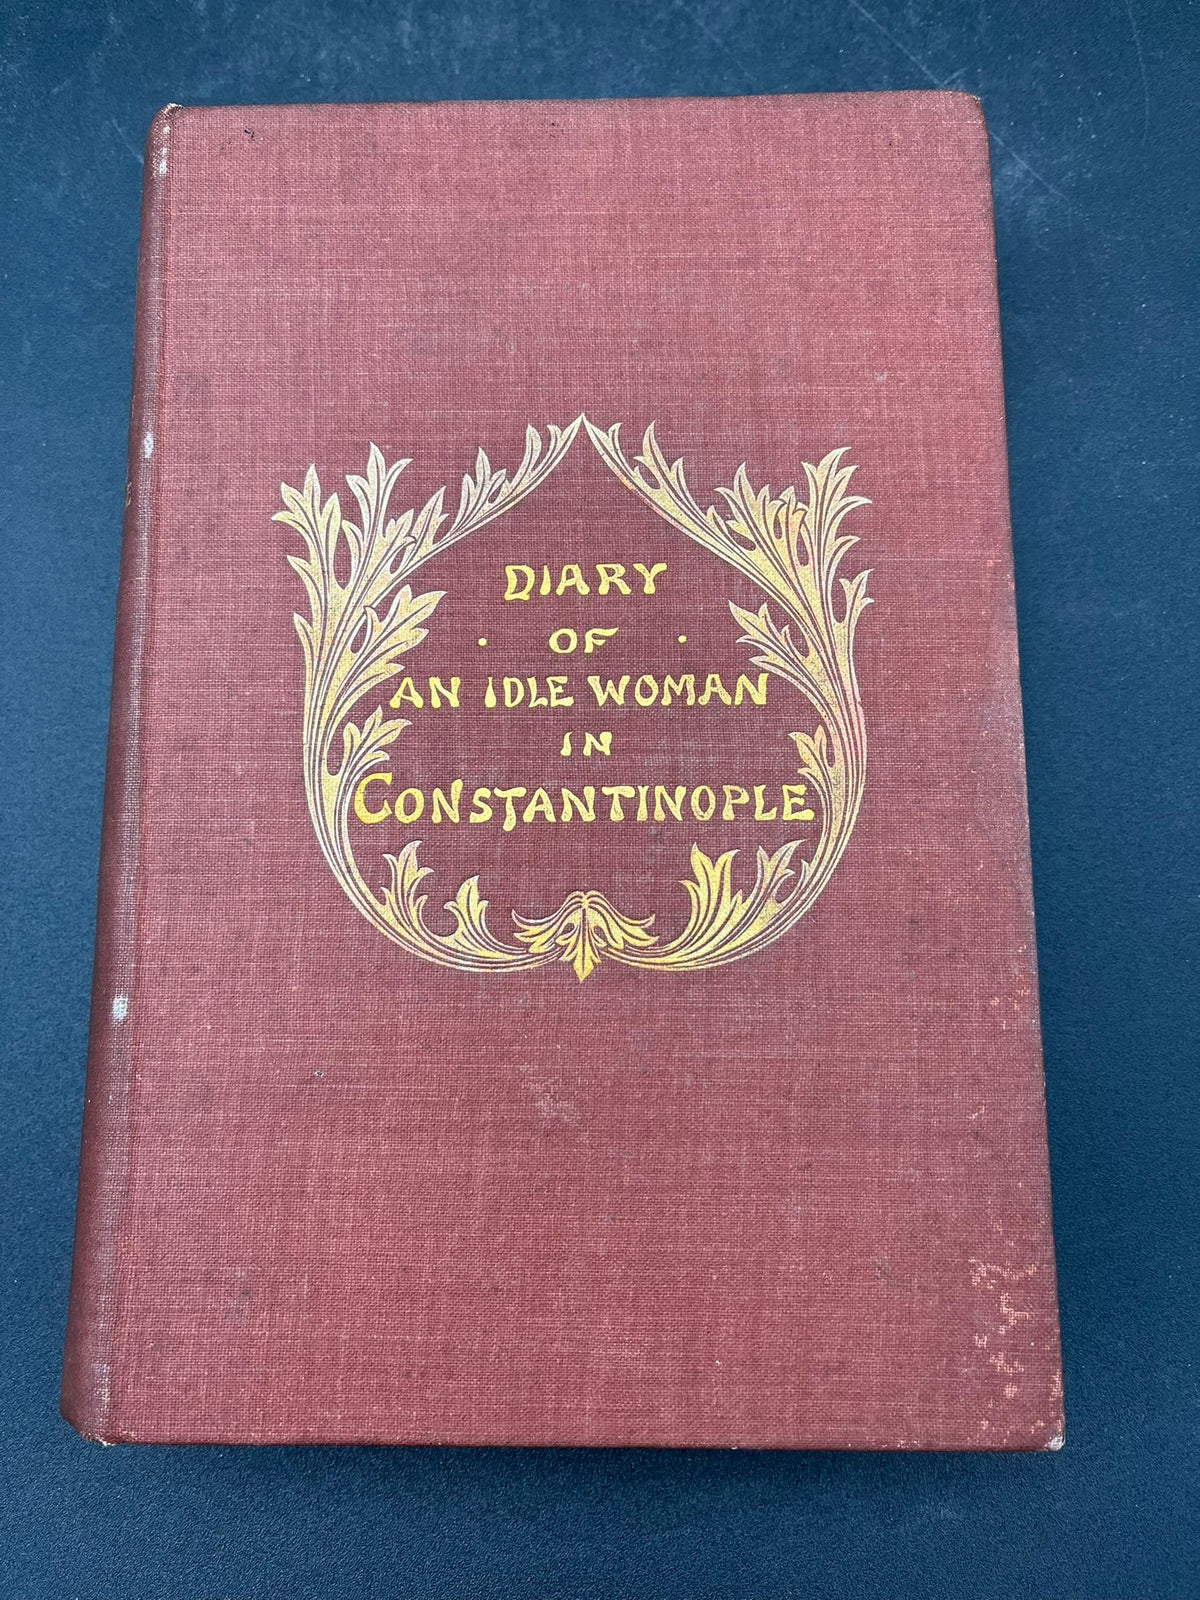 DIARY
· OF ·
AN IDLE WOMAN
IN
CONSTANTINOPLE